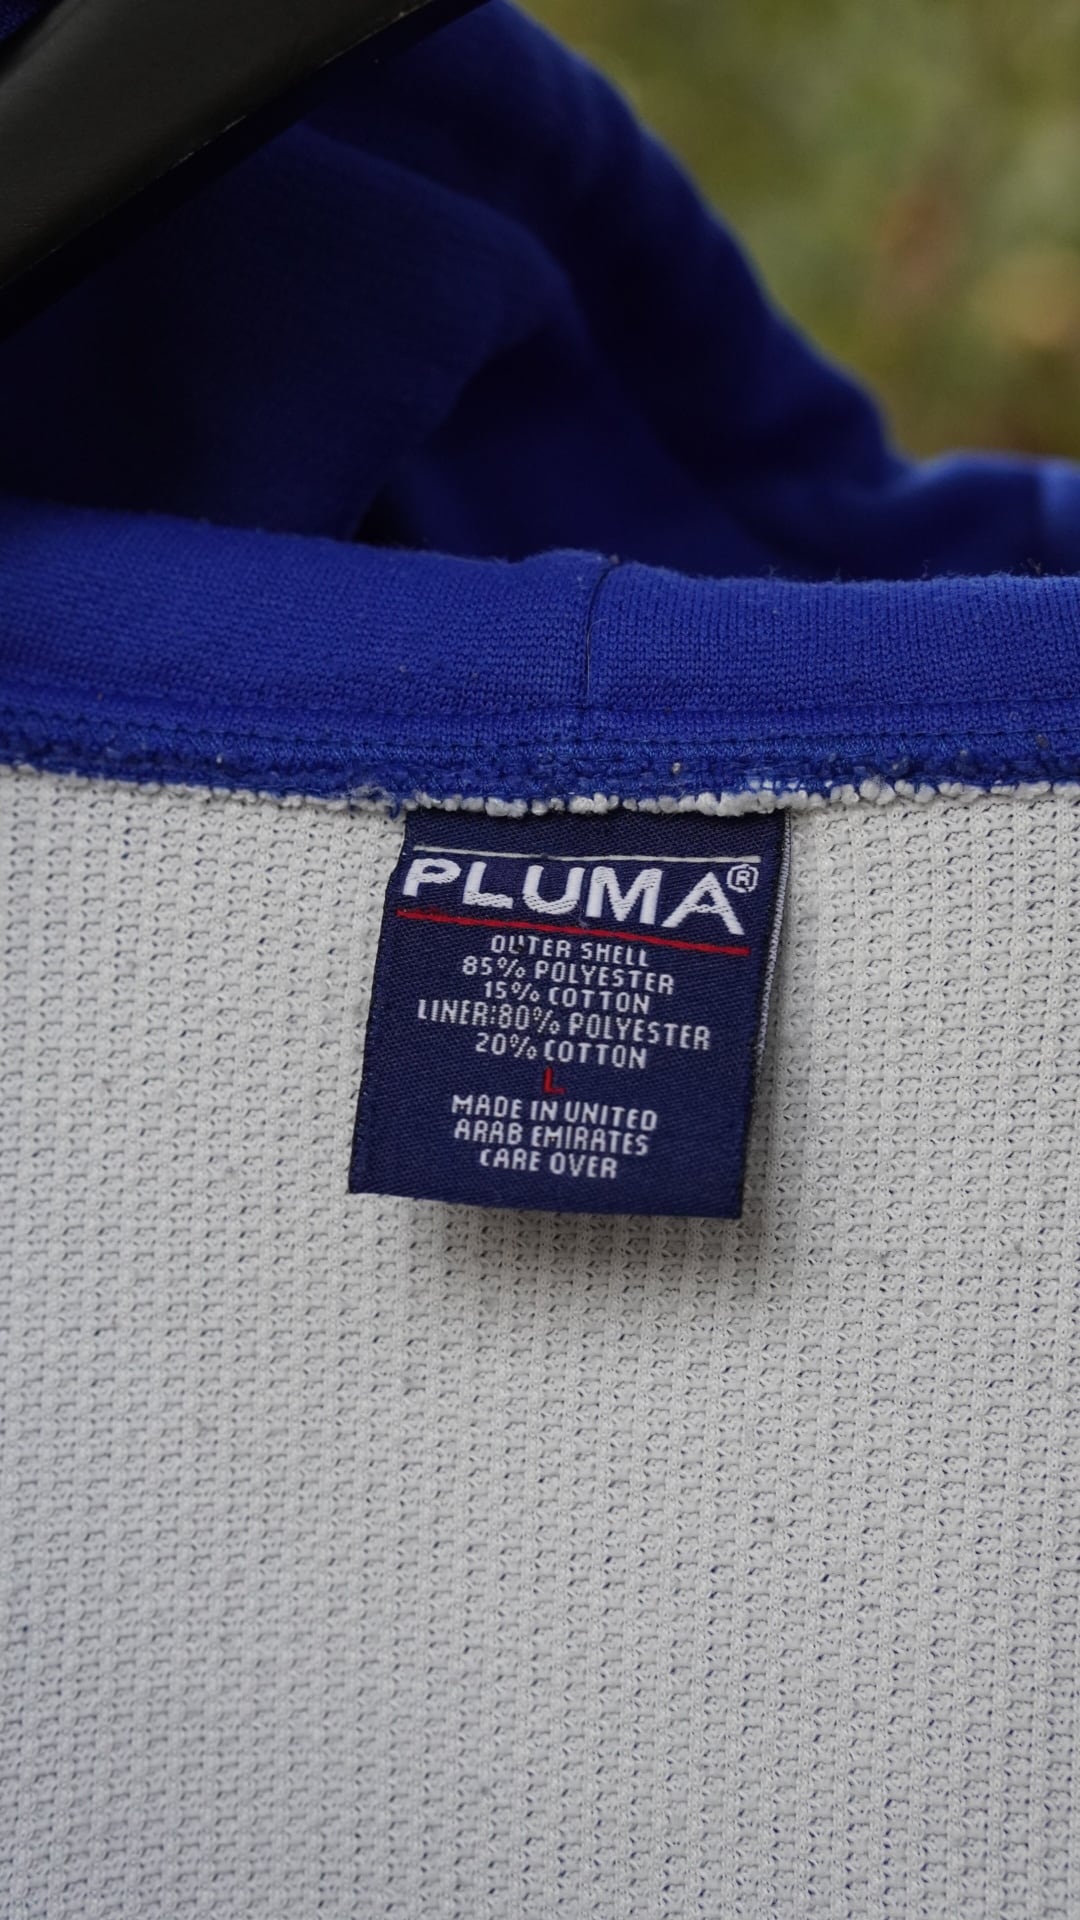 PLUMA®
OUTER SHELL
85% POLYESTER
15% COTTON
LINER:80% POLYESTER
20% COTTON
L
MADE IN UNITED
ARAB EMIRATES
CARE OVER